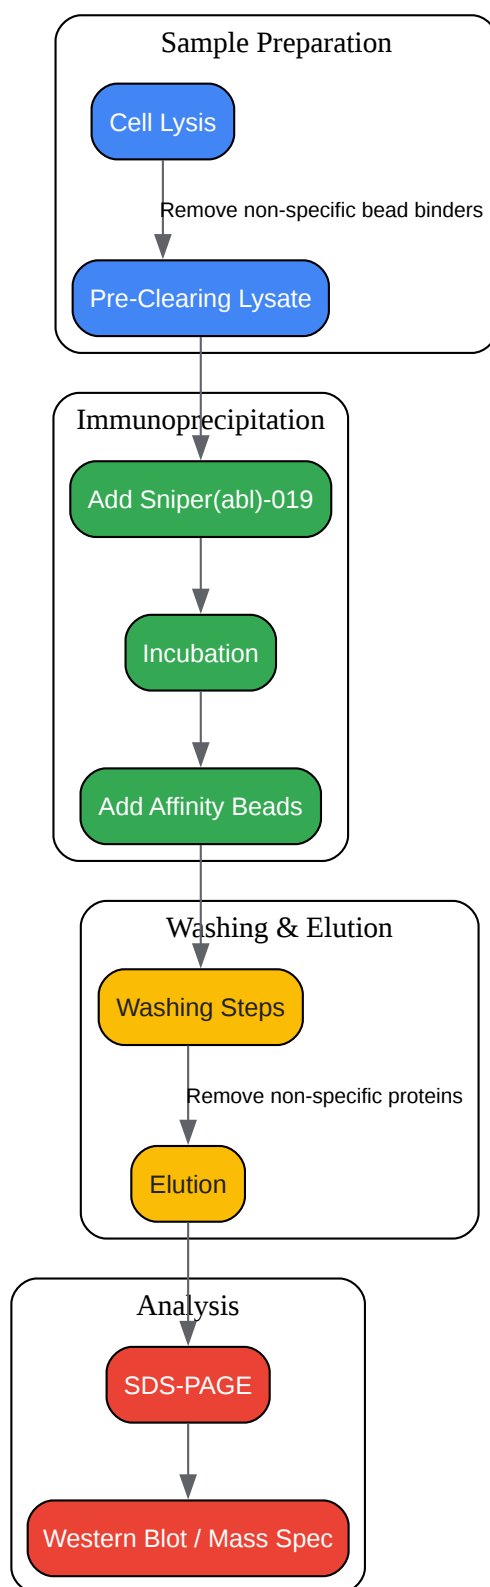 Sample Preparation
Cell Lysis
Remove non-specific bead binders
Pre-Clearing Lysate
Immunoprecipitation
Add Sniper(abl)-019
Incubation
Add Affinity Beads
Washing & Elution
Washing Steps
Remove non-specific proteins
Elution
Analysis
SDS-PAGE
Western Blot / Mass Spec